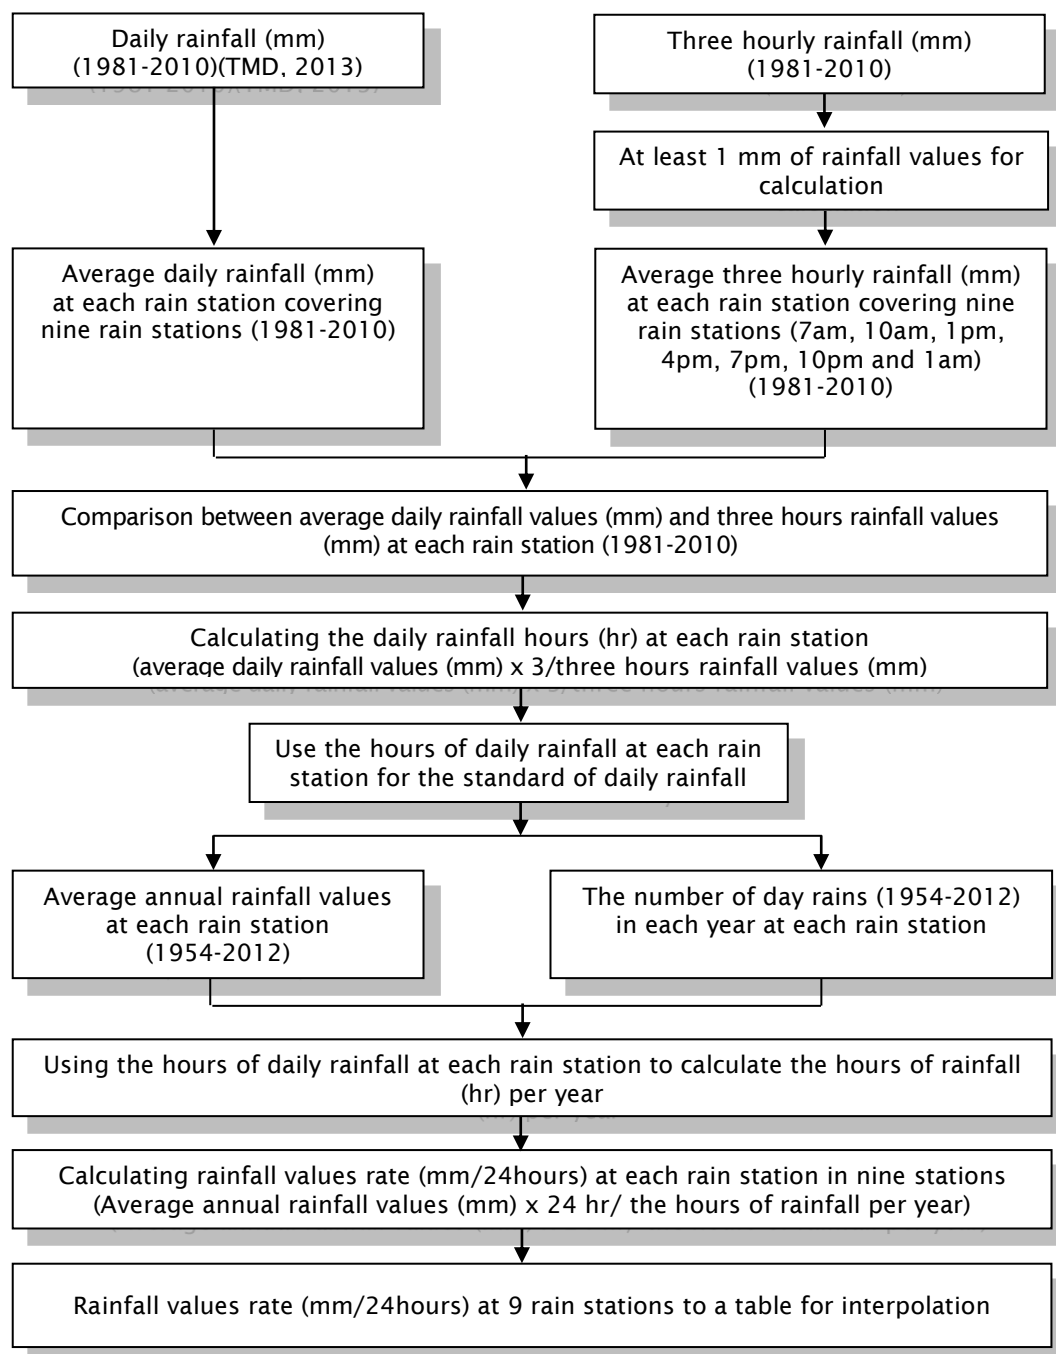 Daily rainfall (mm)
(1981-2010)(TMD, 2013)
Three hourly rainfall (mm)
(1981-2010)
At least 1 mm of rainfall values for
calculation
Average daily rainfall (mm)
at each rain station covering
nine rain stations (1981-2010)
Average three hourly rainfall (mm)
at each rain station covering nine
rain stations (7am, 10am, 1pm,
4pm, 7pm, 10pm and 1am)
(1981-2010)
Comparison between average daily rainfall values (mm) and three hours rainfall values
(mm) at each rain station (1981-2010)
Calculating the daily rainfall hours (hr) at each rain station
(average daily rainfall values (mm) x 3/three hours rainfall values (mm)
Use the hours of daily rainfall at each rain
station for the standard of daily rainfall
Average annual rainfall values
at each rain station
(1954-2012)
The number of day rains (1954-2012)
in each year at each rain station
Using the hours of daily rainfall at each rain station to calculate the hours of rainfall
(hr) per year
Calculating rainfall values rate (mm/24hours) at each rain station in nine stations
(Average annual rainfall values (mm) x 24 hr/ the hours of rainfall per year)
Rainfall values rate (mm/24hours) at 9 rain stations to a table for interpolation